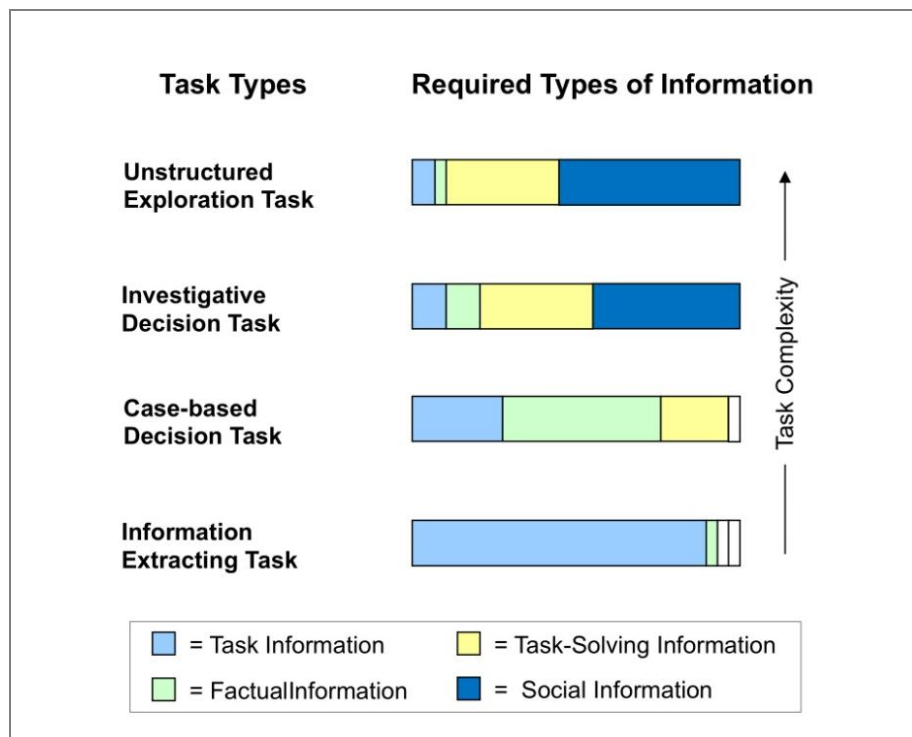 Task Types
Required Types of Information
Unstructured
Exploration Task
Investigative
Decision Task
Case-based
Decision Task
Information
Extracting Task
Task Complexity
= Task Information
= Task-Solving Information
= FactualInformation
= Social Information